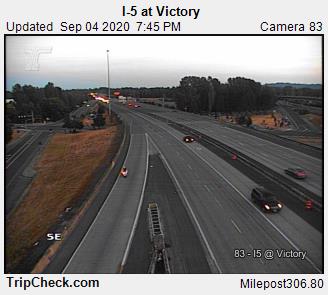 I-5 at Victory
Updated Sep 04 2020 7:45 PM Camera 83
SE
83 - I5 @ Victory
TripCheck.com Milepost306.80